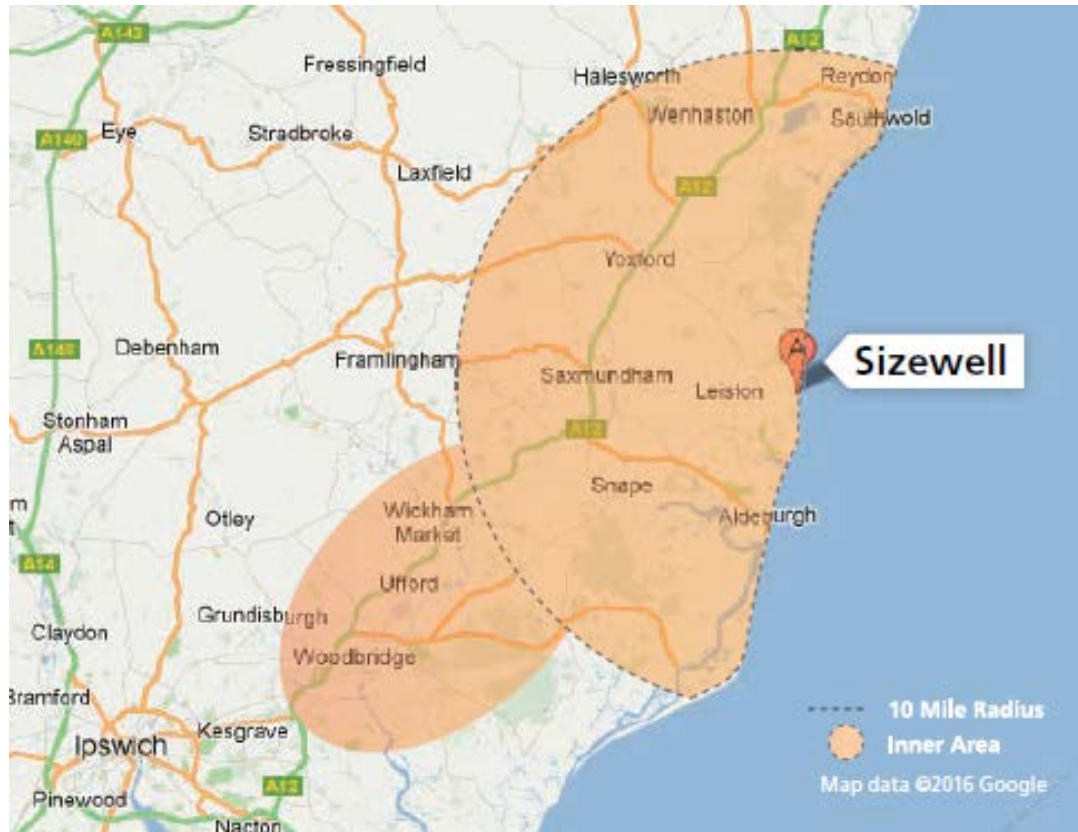 A143
A12
Fressingfield
Halesworth
Reydon
Wenhaston
Southwold
Eye
Stradbroke
A140
Laxfield
A12
Yoxford
A140
Debenham
Framlingham
Saxmundham
Leiston
A
Sizewell
Stonham
Aspal
A12
Snape
Wickham
Market
Aldeburgh
Otley
A14
Ufford
Grundisburgh
Claydon
Woodbridge
Bramford
Kesgrave
Ipswich
A12
Pinewood
Nacton
10 Mile Radius
Inner Area
Map data ©2016 Google